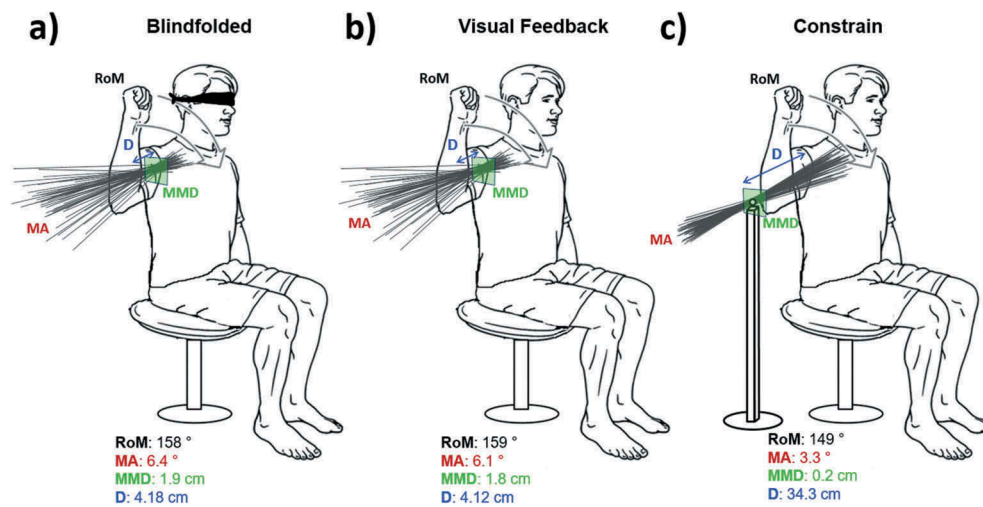 a)
Blindfolded
RoM
D
MMD
MA
RoM: 158 °
MA: 6.4 °
MMD: 1.9 cm
D: 4.18 cm
b)
Visual Feedback
RoM
D
MMD
MA
RoM: 159 °
MA: 6.1 °
MMD: 1.8 cm
D: 4.12 cm
c)
Constrain
RoM
D
MMD
MA
RoM: 149 °
MA: 3.3 °
MMD: 0.2 cm
D: 34.3 cm